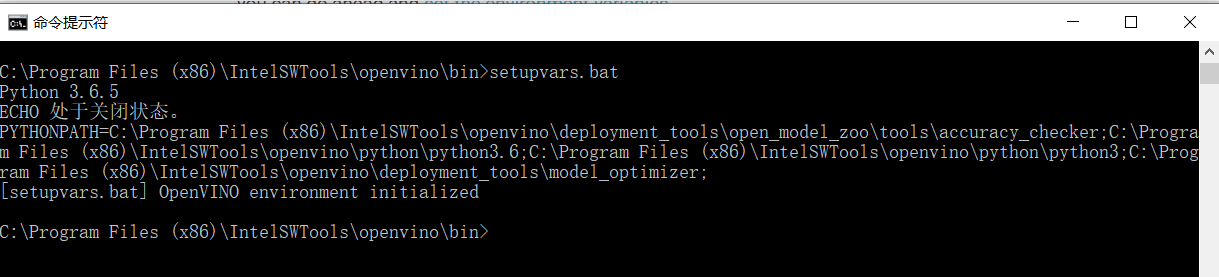 命令提示符
C:\Program Files (x86)\IntelSWTools\openvino\bin>setupvars.bat
Python 3.6.5
ECHO 处于关闭状态。
PYTHONPATH=C:\Program Files (x86)\IntelSWTools\openvino\deployment_tools\open_model_zoo\tools\accuracy_checker;C:\Progra
m Files (x86)\IntelSWTools\openvino\python\python3.6;C:\Program Files (x86)\IntelSWTools\openvino\python\python3;C:\Prog
ram Files (x86)\IntelSWTools\openvino\deployment_tools\model_optimizer;
[setupvars.bat] OpenVINO environment initialized
C:\Program Files (x86)\IntelSWTools\openvino\bin>